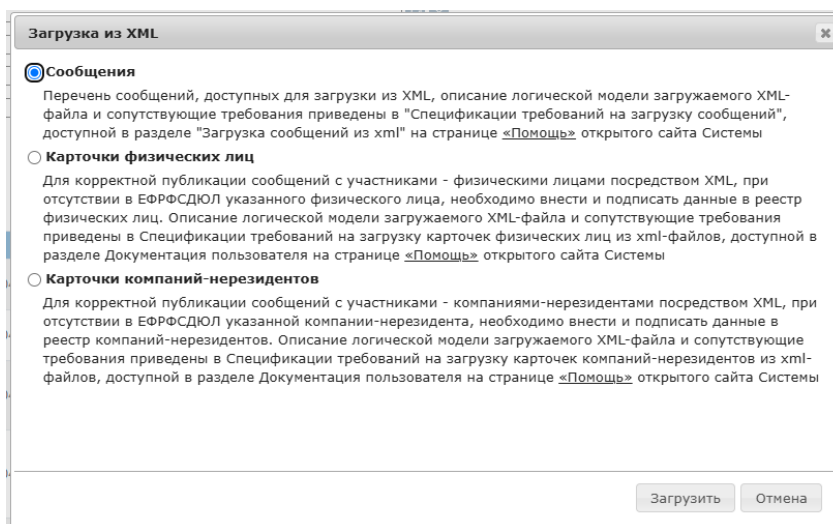 Загрузка из XML
Сообщения
Перечень сообщений, доступных для загрузки из XML, описание логической модели загружаемого XML-
файла и сопутствующие требования приведены в "Спецификации требований на загрузку сообщений",
доступной в разделе "Загрузка сообщений из xml" на странице «Помощь» открытого сайта Системы
Карточки физических лиц
Для корректной публикации сообщений с участниками - физическими лицами посредством XML, при
отсутствии в ЕФРФСДЮЛ указанного физического лица, необходимо внести и подписать данные в реестр
физических лиц. Описание логической модели загружаемого XML-файла и сопутствующие требования
приведены в Спецификации требований на загрузку карточек физических лиц из xml-файлов, доступной в
разделе Документация пользователя на странице «Помощь» открытого сайта Системы
Карточки компаний-нерезидентов
Для корректной публикации сообщений с участниками - компаниями-нерезидентами посредством XML, при
отсутствии в ЕФРФСДЮЛ указанной компании-нерезидента, необходимо внести и подписать данные в
реестр компаний-нерезидентов. Описание логической модели загружаемого XML-файла и сопутствующие
требования приведены в Спецификации требований на загрузку карточек компаний-нерезидентов из xml-
файлов, доступной в разделе Документация пользователя на странице «Помощь» открытого сайта Системы
Загрузить Отмена